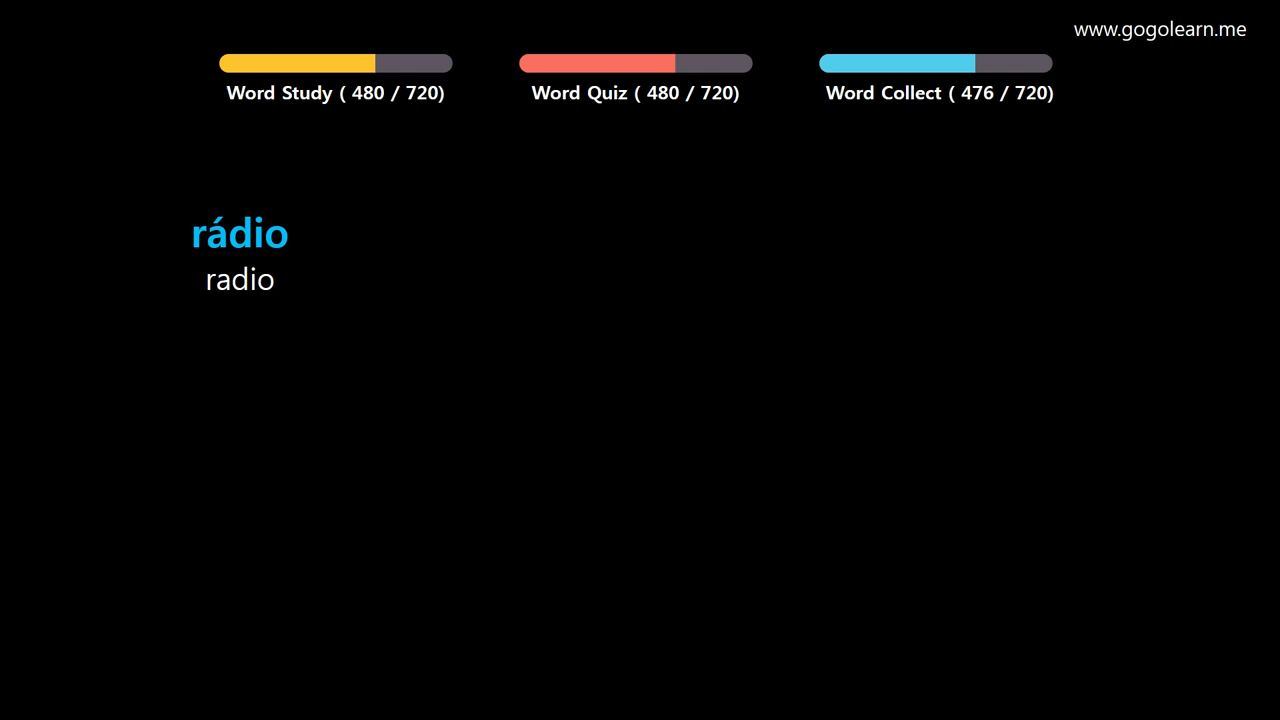 www.gogolearn.me
Word Study ( 480 / 720)
Word Quiz ( 480 / 720)
Word Collect ( 476 / 720)
rádio
radio